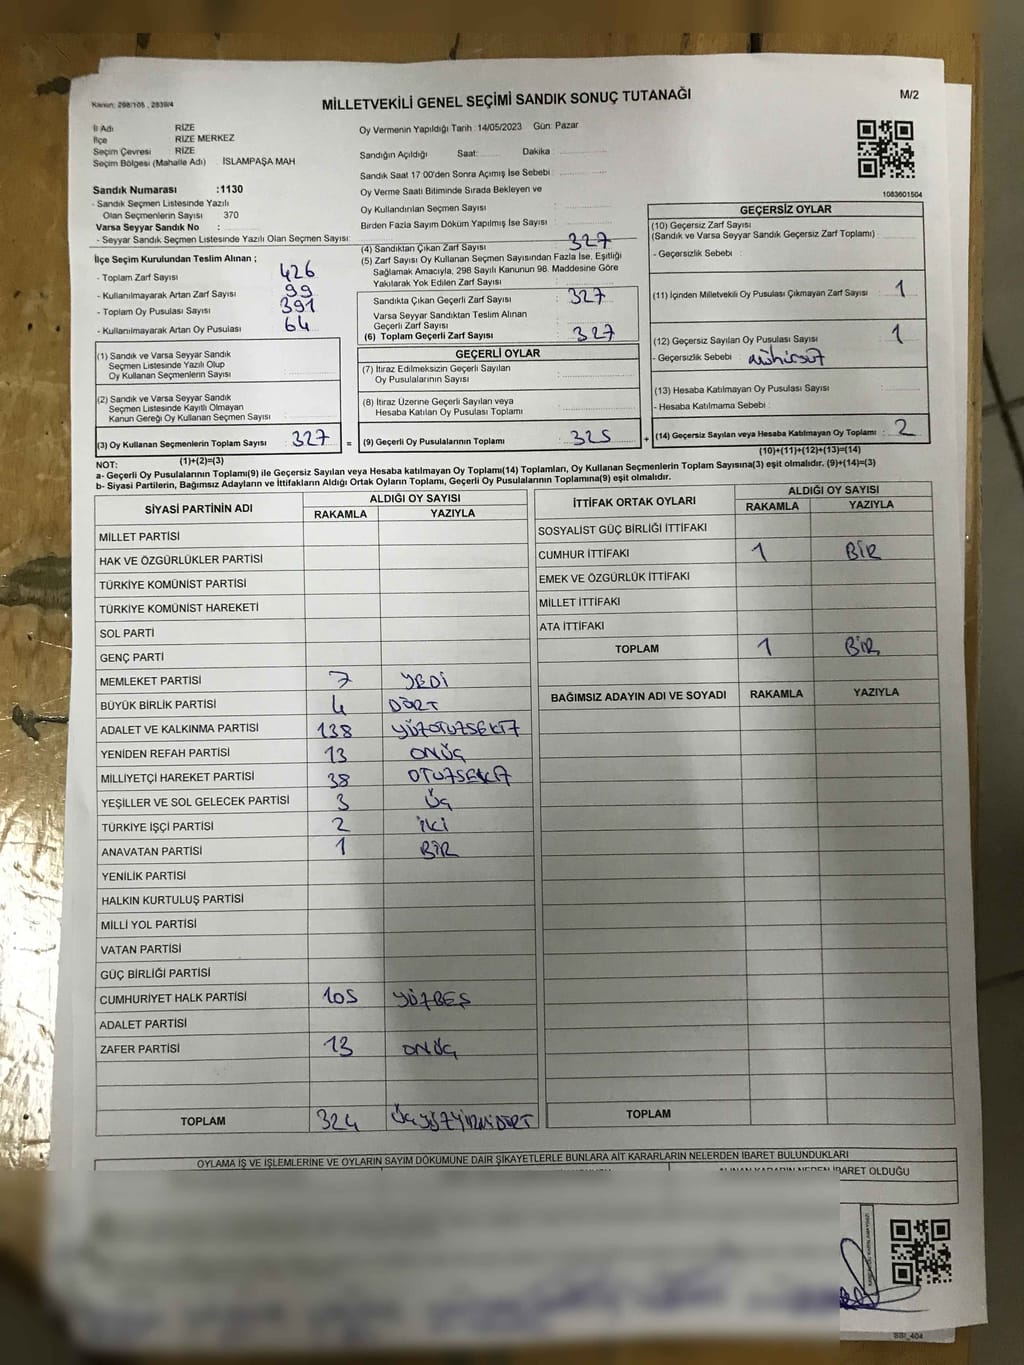 Kanun: 298/105 , 2839/4
MİLLETVEKİLİ GENEL SEÇİMİ SANDIK SONUÇ TUTANAĞI
M/2
İl Adı RİZE
İlçe RİZE MERKEZ
Seçim Çevresi RİZE
Seçim Bölgesi (Mahalle Adı) İSLAMPAŞA MAH
Sandık Numarası :1130
- Sandık Seçmen Listesinde Yazılı
Olan Seçmenlerin Sayısı 370
Varsa Seyyar Sandık No :
- Seyyar Sandık Seçmen Listesinde Yazılı Olan Seçmen Sayısı:
İlçe Seçim Kurulundan Teslim Alınan ;
- Toplam Zarf Sayısı 426
- Kullanılmayarak Artan Zarf Sayısı 99
- Toplam Oy Pusulası Sayısı 391
- Kullanılmayarak Artan Oy Pusulası 64
(1) Sandık ve Varsa Seyyar Sandık
Seçmen Listesinde Yazılı Olup
Oy Kullanan Seçmenlerin Sayısı
(2) Sandık ve Varsa Seyyar Sandık
Seçmen Listesinde Kayıtlı Olmayan
Kanun Gereği Oy Kullanan Seçmen Sayısı
(3) Oy Kullanan Seçmenlerin Toplam Sayısı : 327 =
(1)+(2)=(3)
Oy Vermenin Yapıldığı Tarih : 14/05/2023 Gün: Pazar
Sandığın Açıldığı Saat: Dakika :
Sandık Saat 17 00'den Sonra Açımış İse Sebebi :
Oy Verme Saati Bitiminde Sırada Bekleyen ve
Oy Kullandırılan Seçmen Sayısı :
Birden Fazla Sayım Döküm Yapılmış İse Sayısı :
(4) Sandıktan Çıkan Zarf Sayısı : 327
(5) Zarf Sayısı Oy Kullanan Seçmen Sayısından Fazla İse, Eşitliği
Sağlamak Amacıyla, 298 Sayılı Kanunun 98. Maddesine Göre
Yakılarak Yok Edilen Zarf Sayısı :
Sandıkta Çıkan Geçerli Zarf Sayısı : 327
Varsa Seyyar Sandıktan Teslim Alınan
Geçerli Zarf Sayısı :
(6) Toplam Geçerli Zarf Sayısı : 327
GEÇERLİ OYLAR
(7) İtiraz Edilmeksizin Geçerli Sayılan
Oy Pusulalarının Sayısı :
(8) İtiraz Üzerine Geçerli Sayılan veya
Hesaba Katılan Oy Pusulası Toplamı :
(9) Geçerli Oy Pusulalarının Toplamı : 325 +
1083601504
GEÇERSİZ OYLAR
(10) Geçersiz Zarf Sayısı
(Sandık ve Varsa Seyyar Sandık Geçersiz Zarf Toplamı) :
- Geçersizlik Sebebi :
(11) İçinden Milletvekili Oy Pusulası Çıkmayan Zarf Sayısı : 1
(12) Geçersiz Sayılan Oy Pusulası Sayısı : 1
- Geçersizlik Sebebi :
(13) Hesaba Katılmayan Oy Pusulası Sayısı :
- Hesaba Katılmama Sebebi :
(14) Geçersiz Sayılan veya Hesaba Katılmayan Oy Toplamı : 2
(10)+(11)+(12)+(13)=(14)
NOT:
a- Geçerli Oy Pusulalarının Toplamı(9) ile Geçersiz Sayılan veya Hesaba katılmayan Oy Toplamı(14) Toplamları, Oy Kullanan Seçmenlerin Toplam Sayısına(3) eşit olmalıdır. (9)+(14)=(3)
b- Siyasi Partilerin, Bağımsız Adayların ve İttifakların Aldığı Ortak Oyların Toplamı, Geçerli Oy Pusulalarının Toplamına(9) eşit olmalıdır.
SİYASİ PARTİNİN ADI ALDIĞI OY SAYISI
RAKAMLA YAZIYLA
MİLLET PARTİSİ
HAK VE ÖZGÜRLÜKLER PARTİSİ
TÜRKİYE KOMÜNİST PARTİSİ
TÜRKİYE KOMÜNİST HAREKETİ
SOL PARTİ
GENÇ PARTİ
MEMLEKET PARTİSİ 7 YEDİ
BÜYÜK BİRLİK PARTİSİ 4 DÖRT
ADALET VE KALKINMA PARTİSİ 138 YÜZOTUZSEKİZ
YENİDEN REFAH PARTİSİ 13 ONÜÇ
MİLLİYETÇİ HAREKET PARTİSİ 38 OTUZSEKİZ
YEŞİLLER VE SOL GELECEK PARTİSİ 3 ÜÇ
TÜRKİYE İŞÇİ PARTİSİ 2 İKİ
ANAVATAN PARTİSİ 1 BİR
YENİLİK PARTİSİ
HALKIN KURTULUŞ PARTİSİ
MİLLİ YOL PARTİSİ
VATAN PARTİSİ
GÜÇ BİRLİĞİ PARTİSİ
CUMHURİYET HALK PARTİSİ 105 YÜZBEŞ
ADALET PARTİSİ
ZAFER PARTİSİ 13 ONÜÇ
TOPLAM 324 ÜÇYÜZYİRMİDÖRT
İTTİFAK ORTAK OYLARI ALDIĞI OY SAYISI
RAKAMLA YAZIYLA
SOSYALİST GÜÇ BİRLİĞİ İTTİFAKI
CUMHUR İTTİFAKI 1 BİR
EMEK VE ÖZGÜRLÜK İTTİFAKI
MİLLET İTTİFAKI
ATA İTTİFAKI
TOPLAM 1 BİR
BAĞIMSIZ ADAYIN ADI VE SOYADI RAKAMLA YAZIYLA
TOPLAM
OYLAMA İŞ VE İŞLEMLERİNE VE OYLARIN SAYIM DÖKÜMÜNE DAİR ŞİKAYETLERLE BUNLARA AİT KARARLARIN NELERDEN İBARET BULUNDUKLARI
ALINAN KARARIN NEDEN İBARET OLDUĞU
SBI_404